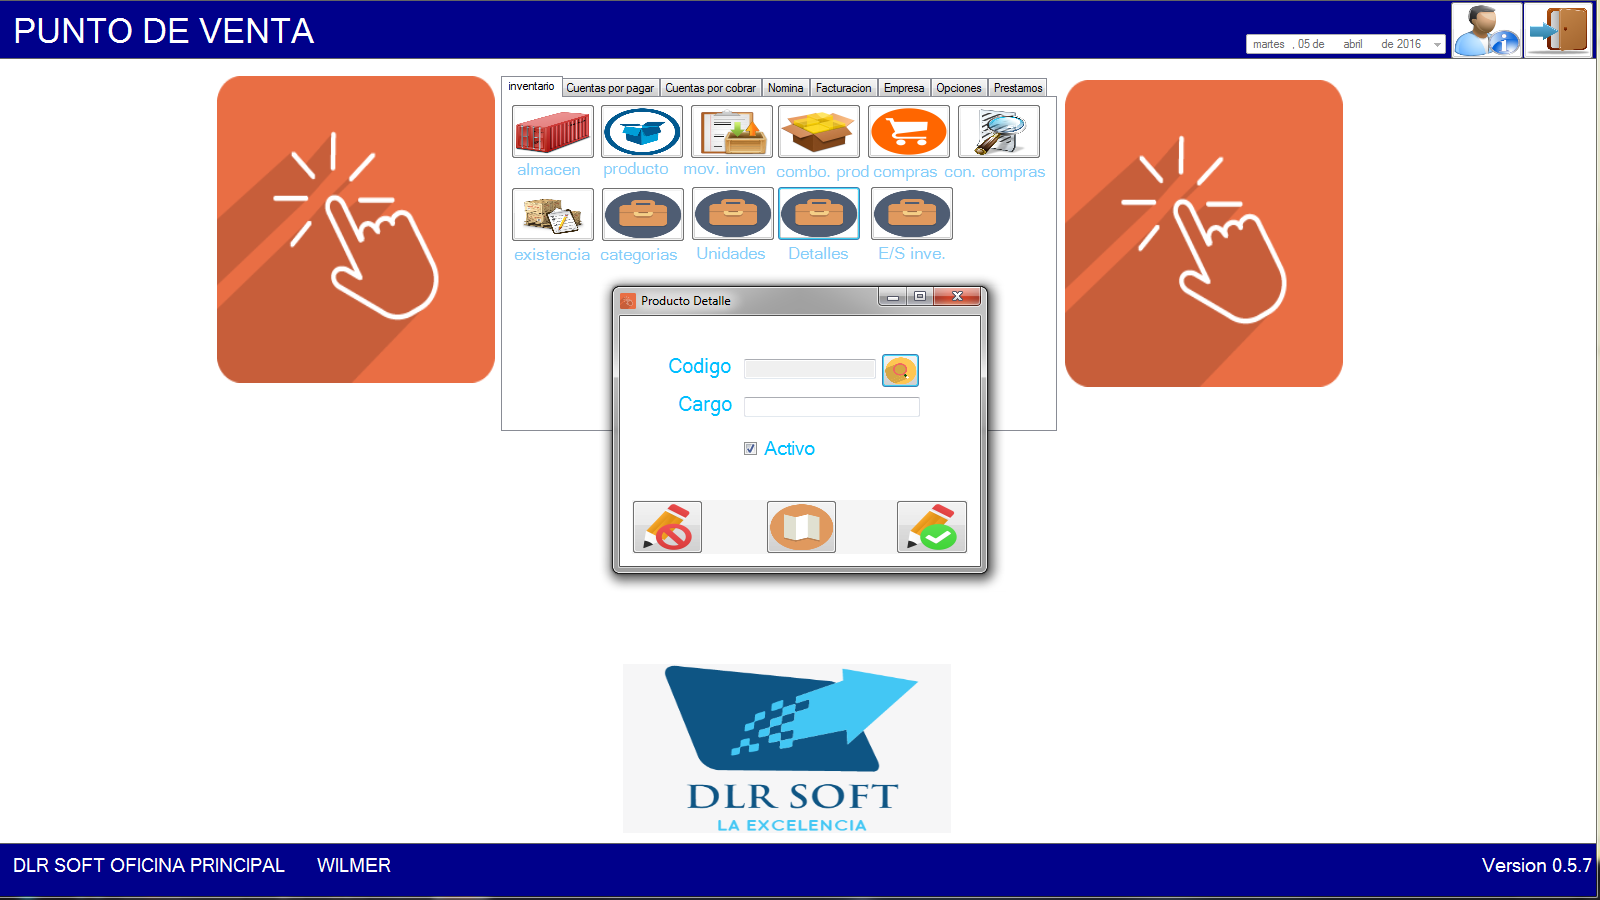 PUNTO DE VENTA
martes , 05 de abril de 2016
inventario Cuentas por pagar Cuentas por cobrar Nomina Facturacion Empresa Opciones Prestamos
almacen producto mov. inven combo. prod compras con. compras
existencia categorias Unidades Detalles E/S inve.
Producto Detalle
Codigo
Cargo
Activo
DLR SOFT
LA EXCELENCIA
DLR SOFT OFICINA PRINCIPAL WILMER Version 0.5.7